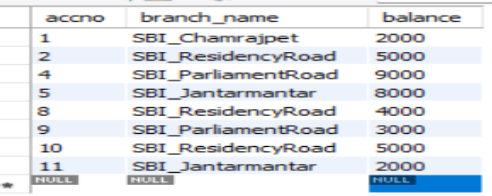 accno branch_name balance
1 SBI_Chamrajpet 2000
2 SBI_ResidencyRoad 5000
4 SBI_ParliamentRoad 9000
5 SBI_Jantarmantar 8000
8 SBI_ResidencyRoad 4000
9 SBI_ParliamentRoad 3000
10 SBI_ResidencyRoad 5000
11 SBI_Jantarmantar 2000
* NULL NULL NULL